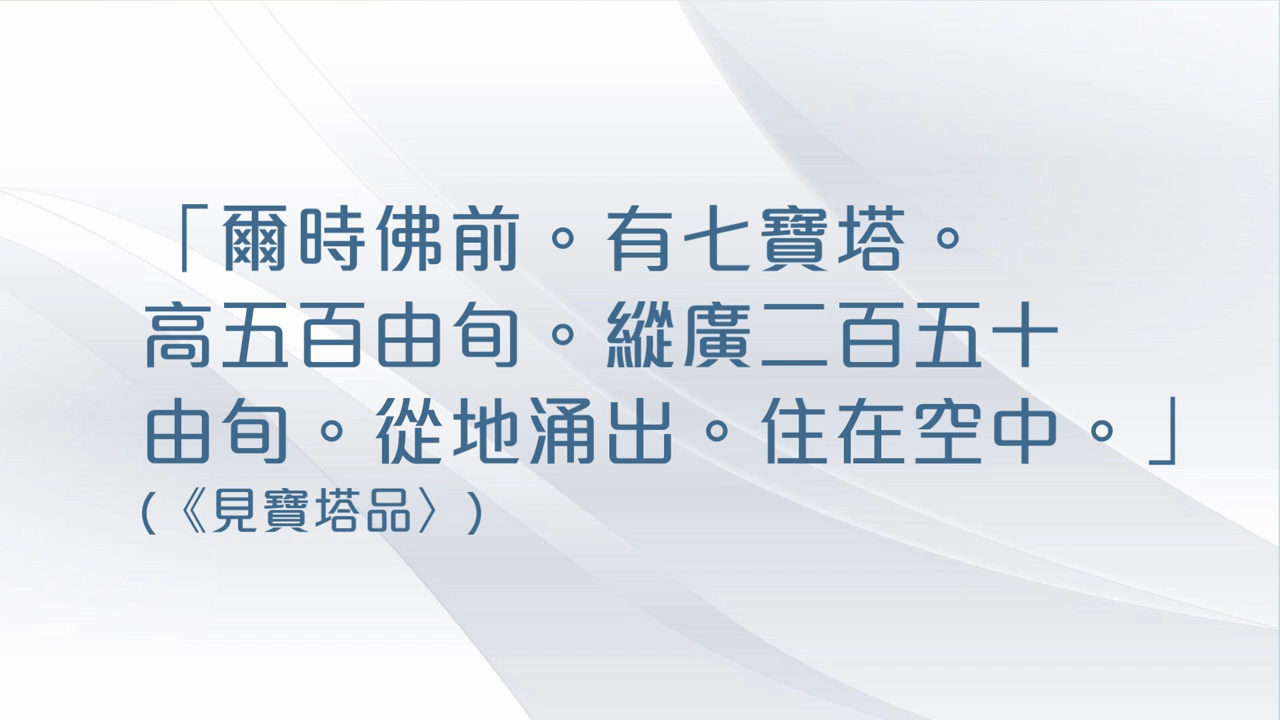 「爾時佛前。有七寶塔。
高五百由旬。縱廣二百五十
由旬。從地涌出。住在空中。」
(《見寶塔品〉)